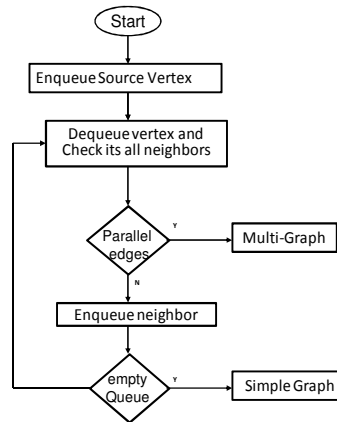 Start
Enqueue Source Vertex
Dequeue vertex and
Check its all neighbors
Parallel
edges
Y
Multi-Graph
N
Enqueue neighbor
empty
Queue
Y
Simple Graph